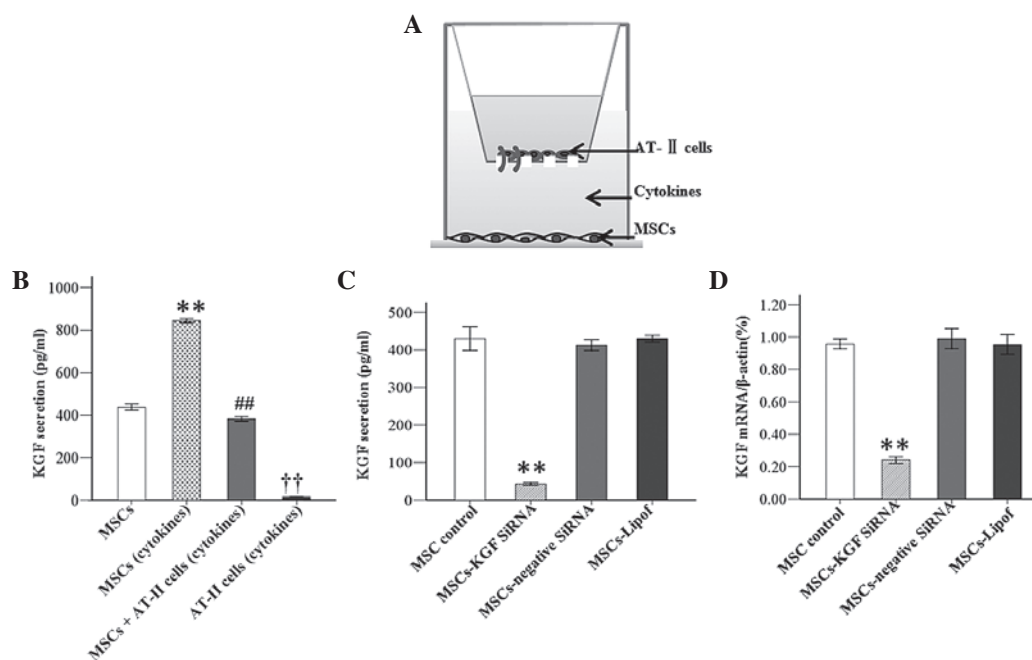 A
AT- Ⅱ cells
Cytokines
MSCs
B
KGF secretion (pg/ml)
1000
800
600
400
200
0
**
##
††
MSCs
MSCs (cytokines)
MSCs + AT-II cells (cytokines)
AT-II cells (cytokines)
C
KGF secretion (pg/ml)
500
400
300
200
100
0
**
MSC control
MSCs-KGF SiRNA
MSCs-negative SiRNA
MSCs-Lipof
D
KGF mRNA/β-actin(%)
1.20
1.00
0.80
0.60
0.40
0.20
0.00
**
MSC control
MSCs-KGF SiRNA
MSCs-negative SiRNA
MSCs-Lipof